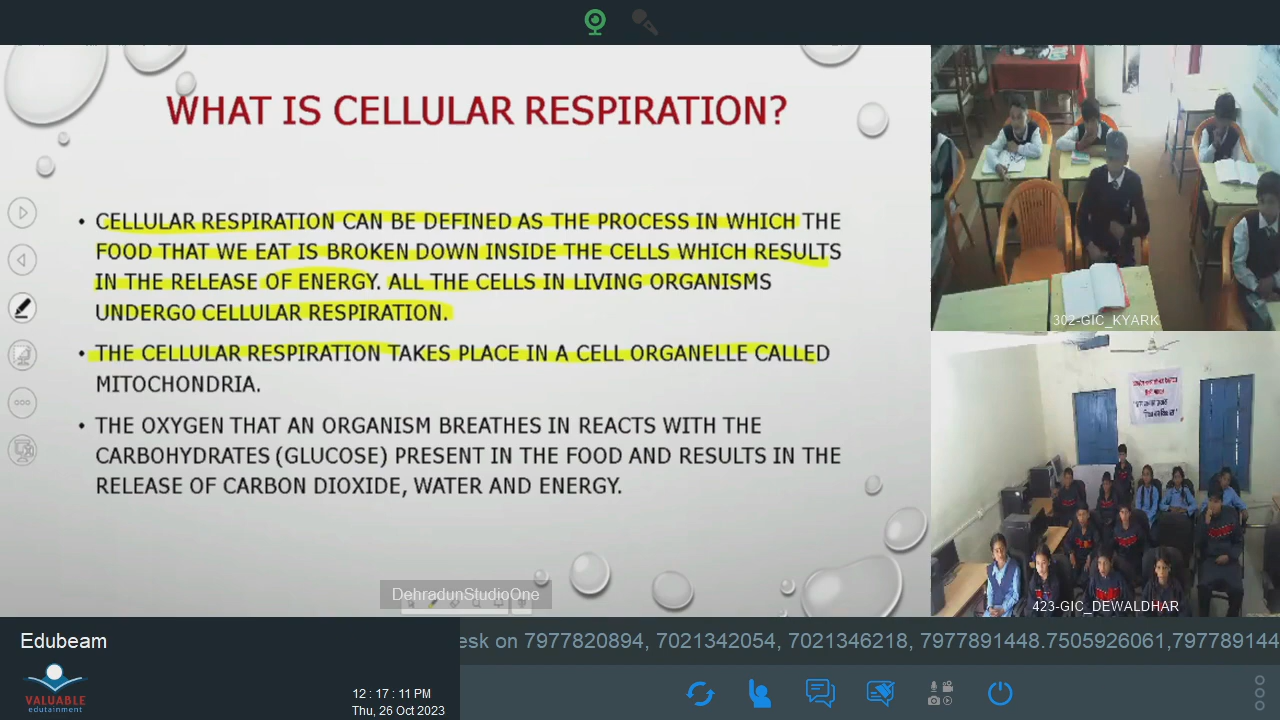 WHAT IS CELLULAR RESPIRATION?
• CELLULAR RESPIRATION CAN BE DEFINED AS THE PROCESS IN WHICH THE
FOOD THAT WE EAT IS BROKEN DOWN INSIDE THE CELLS WHICH RESULTS
IN THE RELEASE OF ENERGY. ALL THE CELLS IN LIVING ORGANISMS
UNDERGO CELLULAR RESPIRATION.
• THE CELLULAR RESPIRATION TAKES PLACE IN A CELL ORGANELLE CALLED
MITOCHONDRIA.
• THE OXYGEN THAT AN ORGANISM BREATHES IN REACTS WITH THE
CARBOHYDRATES (GLUCOSE) PRESENT IN THE FOOD AND RESULTS IN THE
RELEASE OF CARBON DIOXIDE, WATER AND ENERGY.
DehradunStudioOne
302-GIC_KYARK
423-GIC_DEWALDHAR
Edubeam
esk on 7977820894, 7021342054, 7021346218, 7977891448.7505926061,797789144
VALUABLE
edutainment
12 : 17 : 11 PM
Thu, 26 Oct 2023